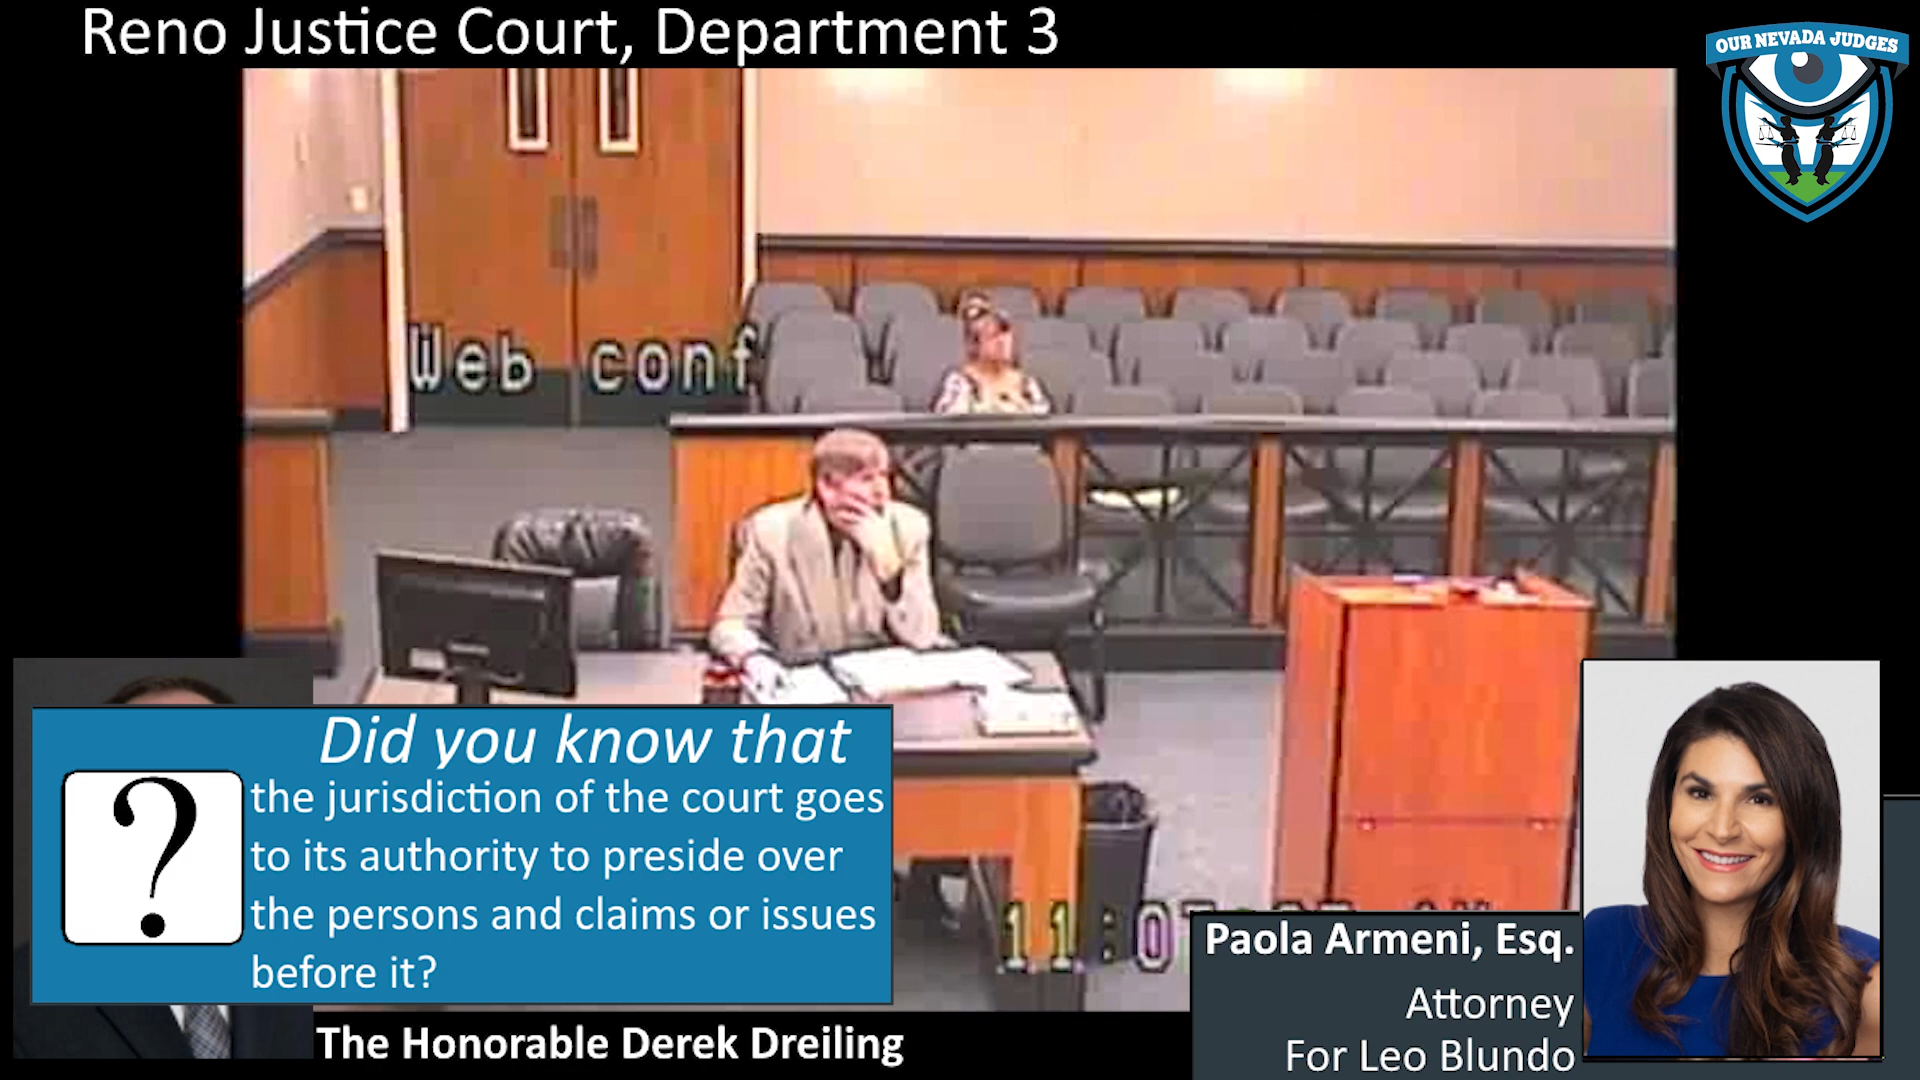 Reno Justice Court, Department 3
OUR NEVADA JUDGES
Web conf
Did you know that
the jurisdiction of the court goes
to its authority to preside over
the persons and claims or issues
before it?
?
11:07
Paola Armeni, Esq.
Attorney
For Leo Blundo
The Honorable Derek Dreiling